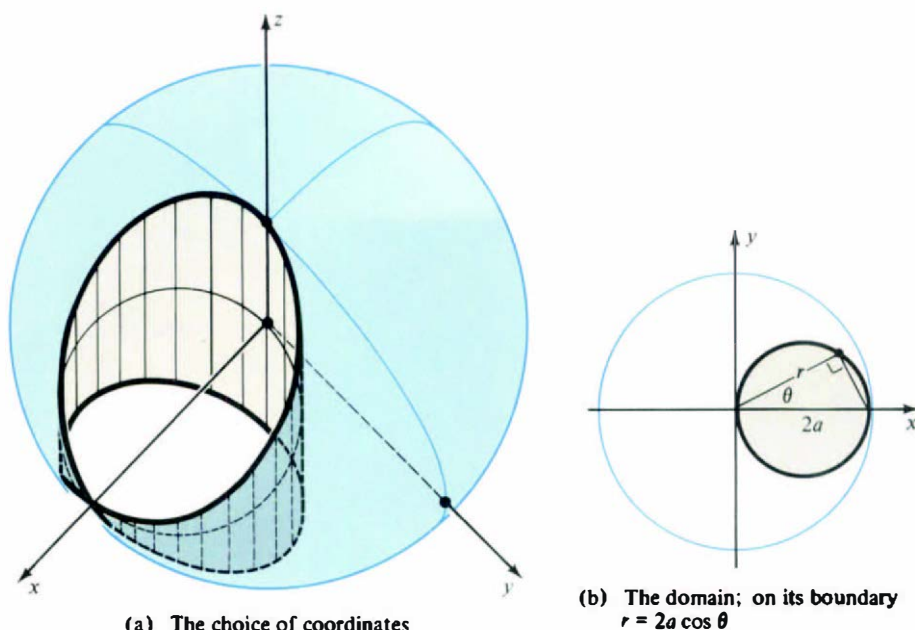 z
x
y
(a) The choice of coordinates
y
r
θ
2a
x
(b) The domain; on its boundary
r = 2a cos θ